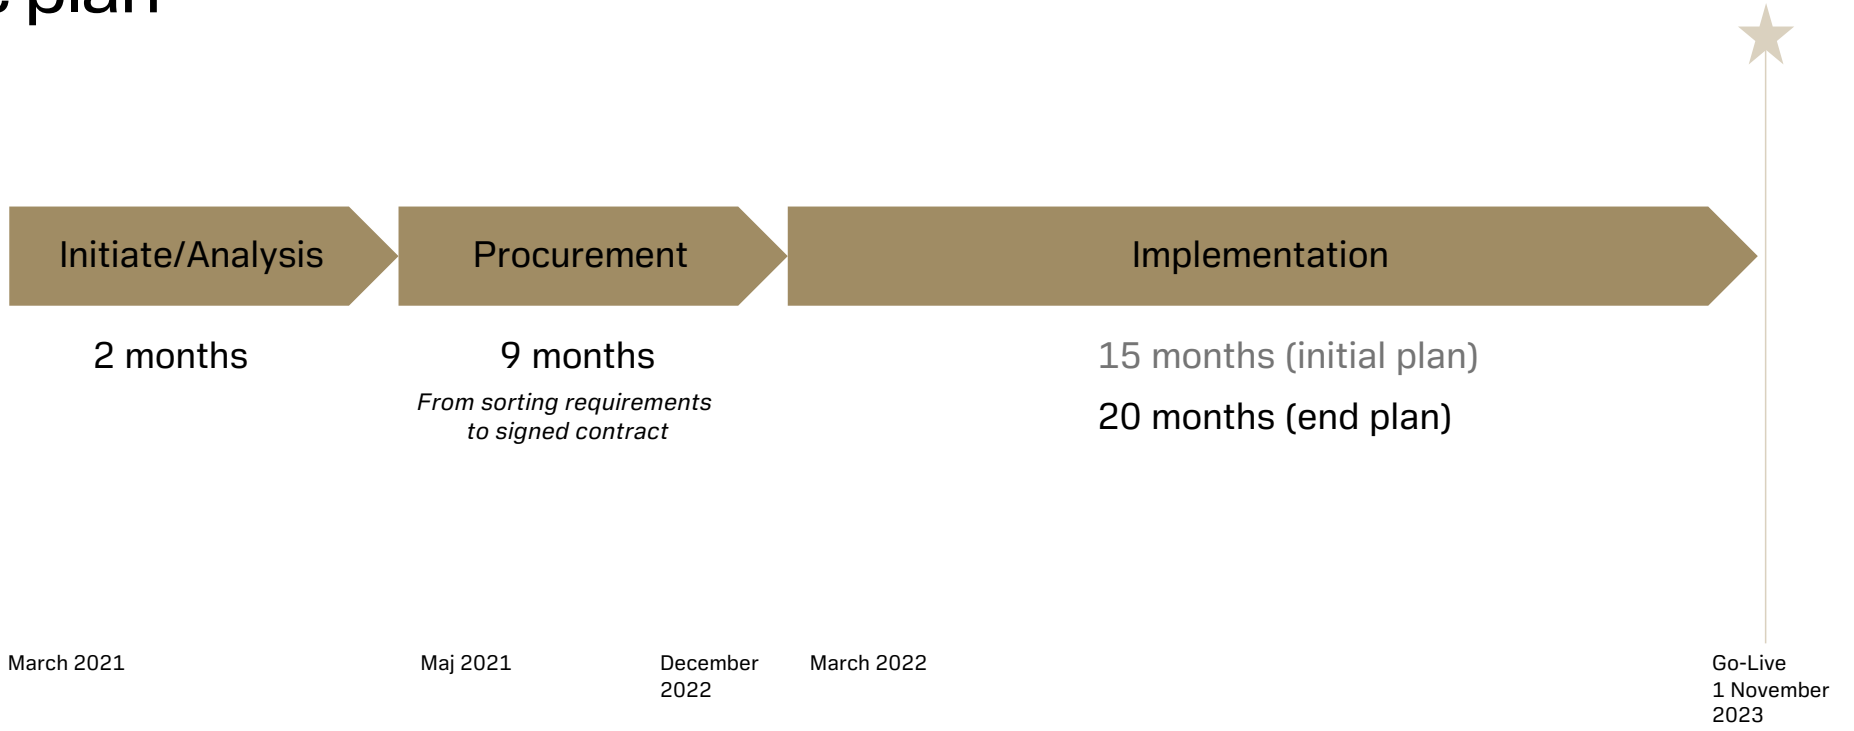 plan
Initiate/Analysis
Procurement
Implementation
2 months
9 months
From sorting requirements
to signed contract
15 months (initial plan)
20 months (end plan)
March 2021
Maj 2021
December
2022
March 2022
Go-Live
1 November
2023